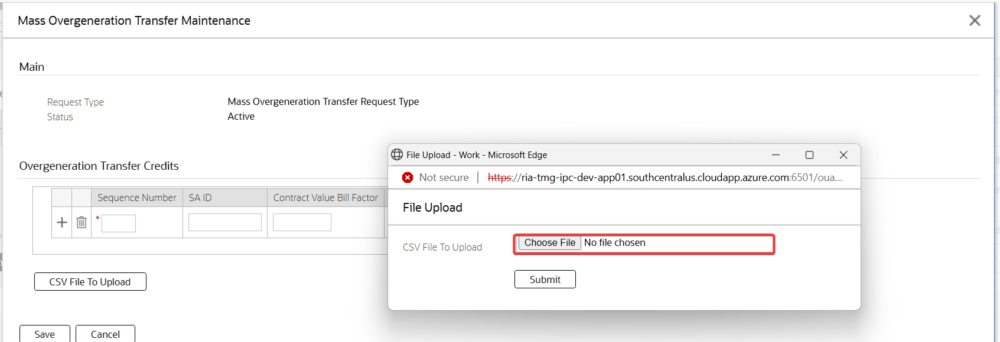 Mass Overgeneration Transfer Maintenance
Main
Request Type Mass Overgeneration Transfer Request Type
Status Active
Overgeneration Transfer Credits
Sequence Number SA ID Contract Value Bill Factor
*
CSV File To Upload
Save Cancel
File Upload - Work - Microsoft Edge
Not secure https://ria-tmg-ipc-dev-app01.southcentralus.cloudapp.azure.com:6501/oua...
File Upload
CSV File To Upload Choose File No file chosen
Submit